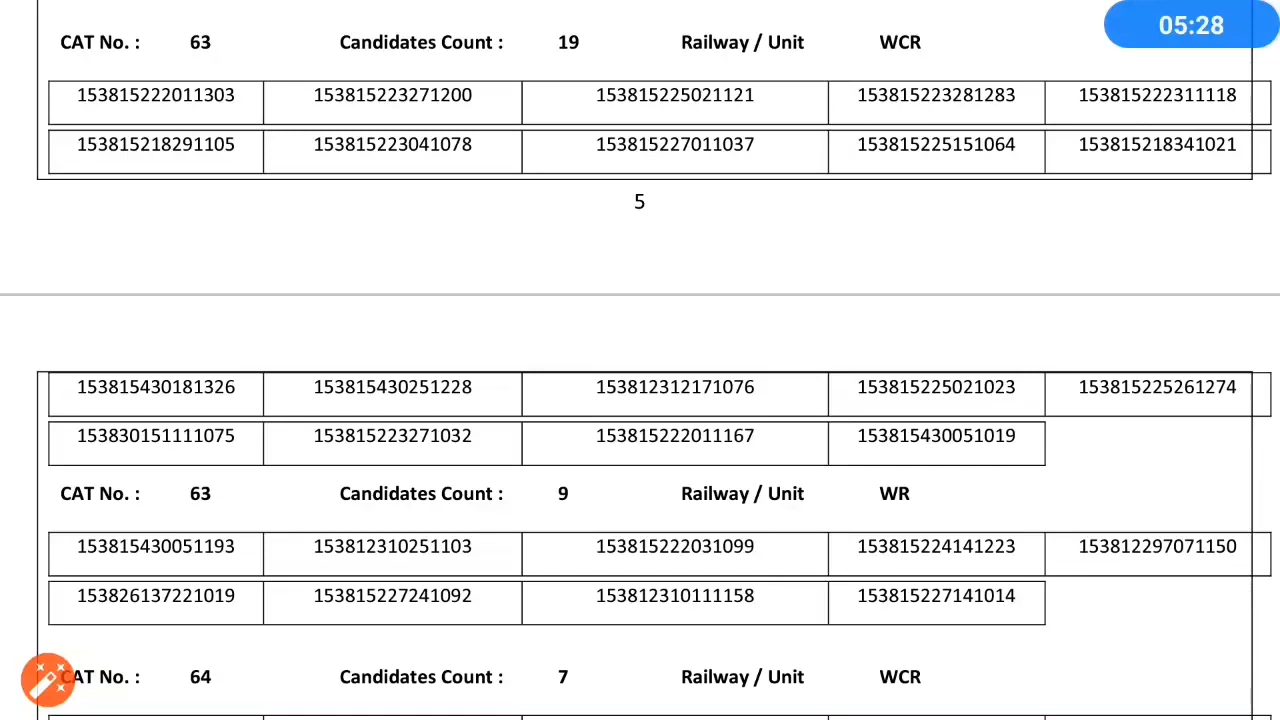 05:28
CAT No. : 63 Candidates Count : 19 Railway / Unit WCR
153815222011303 153815223271200 153815225021121 153815223281283 153815222311118
153815218291105 153815223041078 153815227011037 153815225151064 153815218341021
5
153815430181326 153815430251228 153812312171076 153815225021023 153815225261274
153830151111075 153815223271032 153815222011167 153815430051019
CAT No. : 63 Candidates Count : 9 Railway / Unit WR
153815430051193 153812310251103 153815222031099 153815224141223 153812297071150
153826137221019 153815227241092 153812310111158 153815227141014
CAT No. : 64 Candidates Count : 7 Railway / Unit WCR